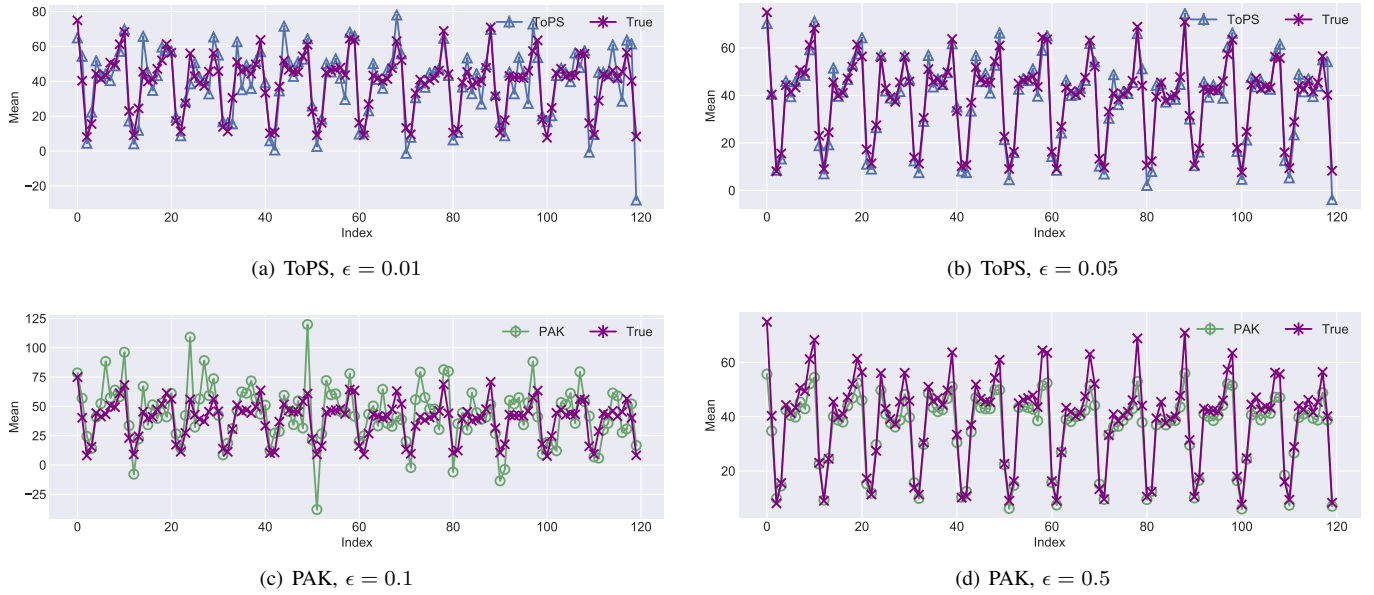 ToPS
True
80
60
40
20
0
−20
Mean
0
20
40
60
80
100
120
Index
(a) ToPS, ϵ = 0.01
ToPS
True
60
40
20
0
Mean
0
20
40
60
80
100
120
Index
(b) ToPS, ϵ = 0.05
PAK
True
125
100
75
50
25
0
−25
Mean
0
20
40
60
80
100
120
Index
(c) PAK, ϵ = 0.1
PAK
True
60
40
20
Mean
0
20
40
60
80
100
120
Index
(d) PAK, ϵ = 0.5